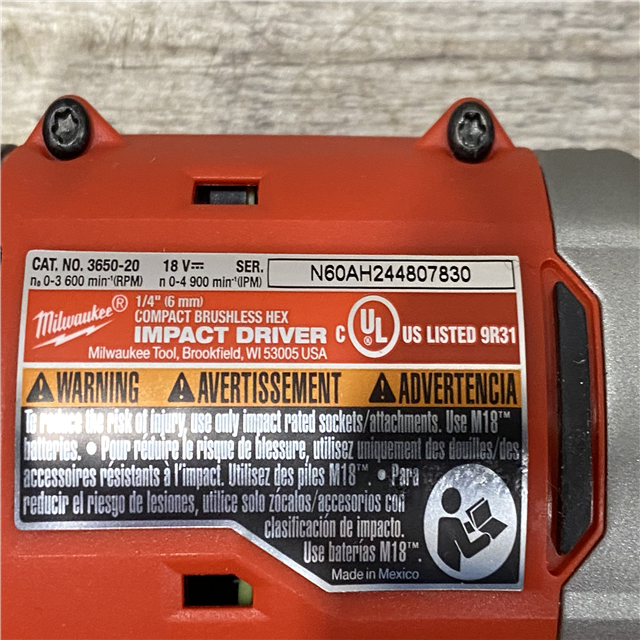 CAT. NO. 3650-20 18 V⎓ SER. N60AH244807830
n₀ 0-3 600 min⁻¹(RPM) n 0-4 900 min⁻¹(IPM)
Milwaukee®
1/4" (6 mm)
COMPACT BRUSHLESS HEX
IMPACT DRIVER
Milwaukee Tool, Brookfield, WI 53005 USA
C UL ® US LISTED 9R31
⚠ WARNING ⚠ AVERTISSEMENT ⚠ ADVERTENCIA
To reduce the risk of injury, use only impact rated sockets/attachments. Use M18™
batteries. • Pour réduire le risque de blessure, utilisez uniquement des douilles/des
accessoires résistants à l'impact. Utilisez des piles M18™. • Para
reducir el riesgo de lesiones, utilice solo zócalos/accesorios con
clasificación de impacto.
Use baterías M18™.
Made in Mexico